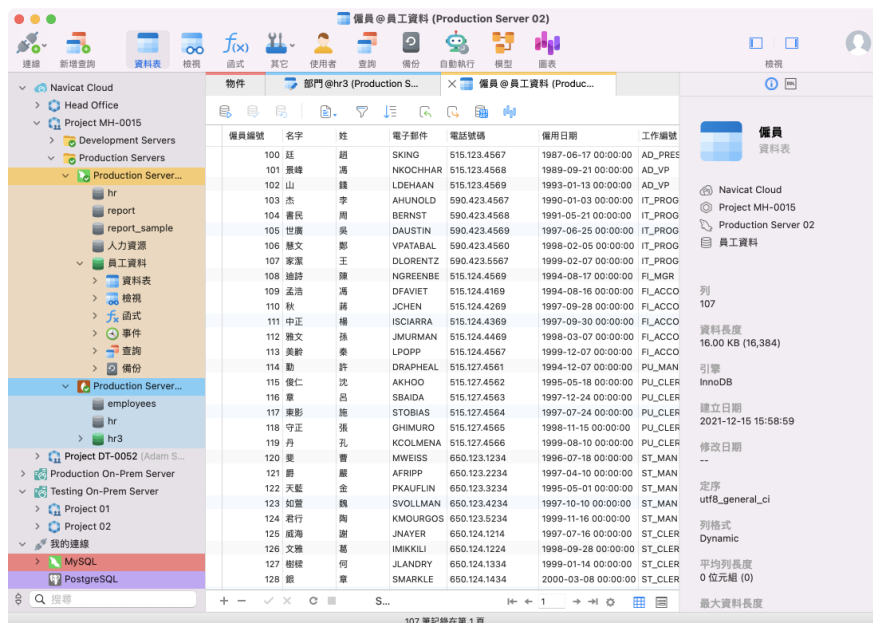 僱員@員工資料 (Production Server 02)
連線 新增查詢 資料表 檢視 函式 其它 使用者 查詢 備份 自動執行 模型 圖表 檢視
物件 部門@hr3 (Production S... 僱員@員工資料 (Produc...
Navicat Cloud
Head Office
Project MH-0015
Development Servers
Production Servers
Production Server...
hr
report
report_sample
人力資源
員工資料
資料表
檢視
函式
事件
查詢
備份
Production Server...
employees
hr
hr3
Project DT-0052 (Adam S...
Production On-Prem Server
Testing On-Prem Server
Project 01
Project 02
我的連線
MySQL
PostgreSQL
搜尋
僱員編號 名字 姓 電子郵件 電話號碼 僱用日期 工作編號
100 廷 趙 SKING 515.123.4567 1987-06-17 00:00:00 AD_PRES
101 景峰 馮 NKOCHHAR 515.123.4568 1989-09-21 00:00:00 AD_VP
102 山 錢 LDEHAAN 515.123.4569 1993-01-13 00:00:00 AD_VP
103 杰 李 AHUNOLD 590.423.4567 1990-01-03 00:00:00 IT_PROG
104 書民 周 BERNST 590.423.4568 1991-05-21 00:00:00 IT_PROG
105 世廣 吳 DAUSTIN 590.423.4569 1997-06-25 00:00:00 IT_PROG
106 慧文 鄭 VPATABAL 590.423.4560 1998-02-05 00:00:00 IT_PROG
107 家潔 王 DLORENTZ 590.423.5567 1999-02-07 00:00:00 IT_PROG
108 迪詩 陳 NGREENBE 515.124.4569 1994-08-17 00:00:00 FI_MGR
109 孟浩 馮 DFAVIET 515.124.4169 1994-08-16 00:00:00 FI_ACCO
110 秋 蔣 JCHEN 515.124.4269 1997-09-28 00:00:00 FI_ACCO
111 中正 楊 ISCIARRA 515.124.4369 1997-09-30 00:00:00 FI_ACCO
112 雅文 孫 JMURMAN 515.124.4469 1998-03-07 00:00:00 FI_ACCO
113 美齡 秦 LPOPP 515.124.4567 1999-12-07 00:00:00 FI_ACCO
114 勤 許 DRAPHEAL 515.127.4561 1994-12-07 00:00:00 PU_MAN
115 俊仁 沈 AKHOO 515.127.4562 1995-05-18 00:00:00 PU_CLER
116 章 呂 SBAIDA 515.127.4563 1997-12-24 00:00:00 PU_CLER
117 東影 施 STOBIAS 515.127.4564 1997-07-24 00:00:00 PU_CLER
118 守正 張 GHIMURO 515.127.4565 1998-11-15 00:00:00 PU_CLER
119 丹 孔 KCOLMENA 515.127.4566 1999-08-10 00:00:00 PU_CLER
120 斐 曹 MWEISS 650.123.1234 1996-07-18 00:00:00 ST_MAN
121 爵 嚴 AFRIPP 650.123.2234 1997-04-10 00:00:00 ST_MAN
122 天藍 金 PKAUFLIN 650.123.3234 1995-05-01 00:00:00 ST_MAN
123 如萱 魏 SVOLLMAN 650.123.4234 1997-10-10 00:00:00 ST_MAN
124 君行 陶 KMOURGOS 650.123.5234 1999-11-16 00:00:00 ST_MAN
125 威海 謝 JNAYER 650.124.1214 1997-07-16 00:00:00 ST_CLER
126 文雅 葛 IMIKKILI 650.124.1224 1998-09-28 00:00:00 ST_CLER
127 樹樑 何 JLANDRY 650.124.1334 1999-01-14 00:00:00 ST_CLER
128 銀 章 SMARKLE 650.124.1434 2000-03-08 00:00:00 ST_CLER
S... 1
107 筆記錄在第 1 頁
僱員
資料表
Navicat Cloud
Project MH-0015
Production Server 02
員工資料
列
107
資料長度
16.00 KB (16,384)
引擎
InnoDB
建立日期
2021-12-15 15:58:59
修改日期
--
定序
utf8_general_ci
列格式
Dynamic
平均列長度
0 位元組 (0)
最大資料長度